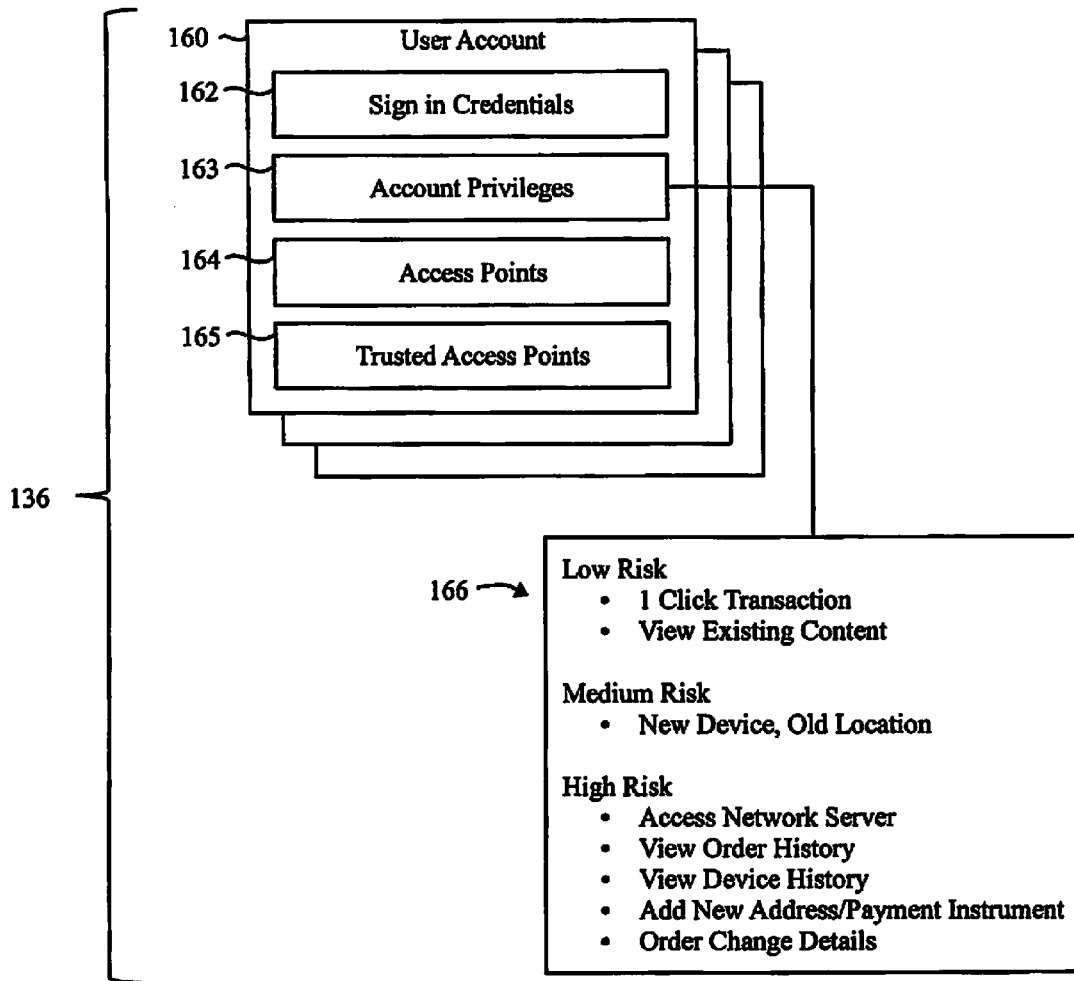 160
User Account
162
Sign in Credentials
163
Account Privileges
164
Access Points
165
Trusted Access Points
136
166
Low Risk
• 1 Click Transaction
• View Existing Content
Medium Risk
• New Device, Old Location
High Risk
• Access Network Server
• View Order History
• View Device History
• Add New Address/Payment Instrument
• Order Change Details